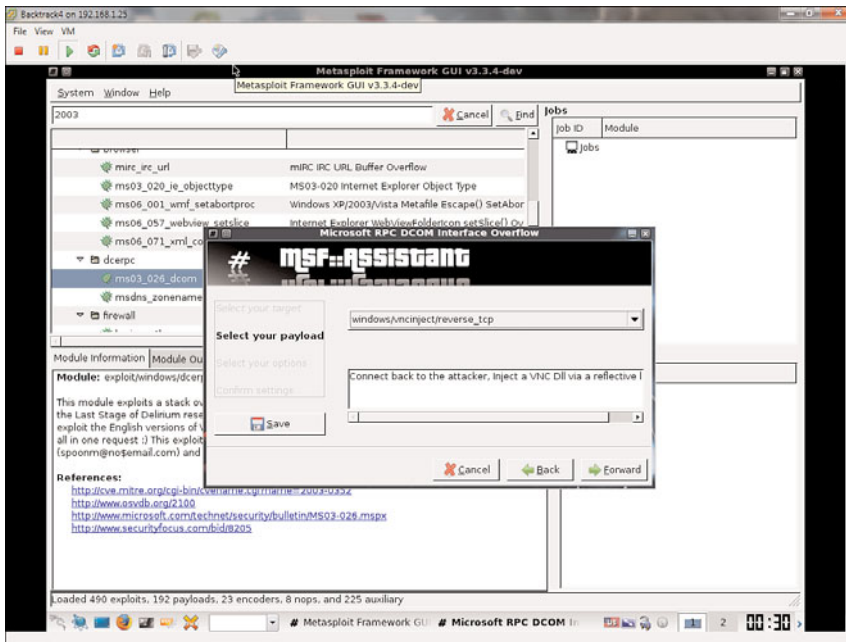 Backtrack4 on 192.168.1.25
File View VM
Metasploit Framework GUI v3.3.4-dev
System Window Help
Metasploit Framework GUI v3.3.4-dev
2003
Cancel
Find
Jobs
Job ID Module
Jobs
browser
mirc_irc_url mIRC IRC URL Buffer Overflow
ms03_020_ie_objecttype MS03-020 Internet Explorer Object Type
ms06_001_wmf_setabortproc Windows XP/2003/Vista Metafile Escape() SetAbor
ms06_057_webview_setslice Internet Explorer WebViewFolderIcon setSlice() Ov
ms06_071_xml_co
dcerpc
ms03_026_dcom
msdns_zonename
firewall
Microsoft RPC DCOM Interface Overflow
# msf::Assistant
Select your target
Select your payload
Select your options
Confirm settings
Save
windows/vncinject/reverse_tcp
Connect back to the attacker, Inject a VNC Dll via a reflective l
Cancel
Back
Forward
Module Information Module Ou
Module: exploit/windows/dcerp
This module exploits a stack ov
the Last Stage of Delirium rese
exploit the English versions of
all in one request :) This exploit
(spoonm@no$email.com) and
References:
http://cve.mitre.org/cgi-bin/cvename.cgi?name=2003-0352
http://www.osvdb.org/2100
http://www.microsoft.com/technet/security/bulletin/MS03-026.mspx
http://www.securityfocus.com/bid/8205
Loaded 490 exploits, 192 payloads, 23 encoders, 8 nops, and 225 auxiliary
# Metasploit Framework GU
# Microsoft RPC DCOM In
1 2 00:30